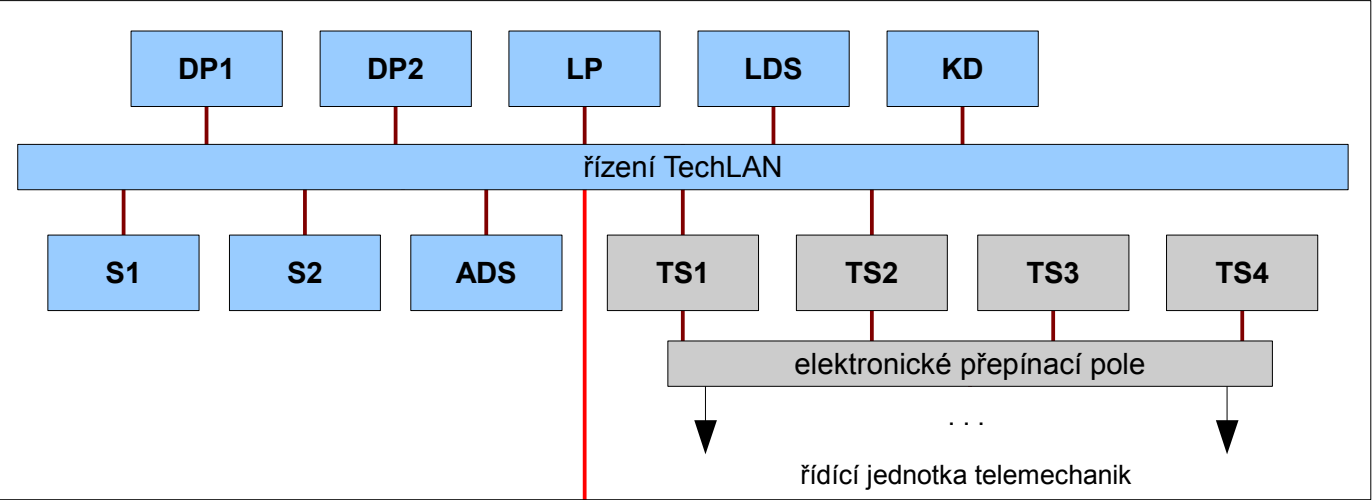 DP1
DP2
LP
LDS
KD
řízení TechLAN
S1
S2
ADS
TS1
TS2
TS3
TS4
elektronické přepínací pole
. . .
řídící jednotka telemechanik